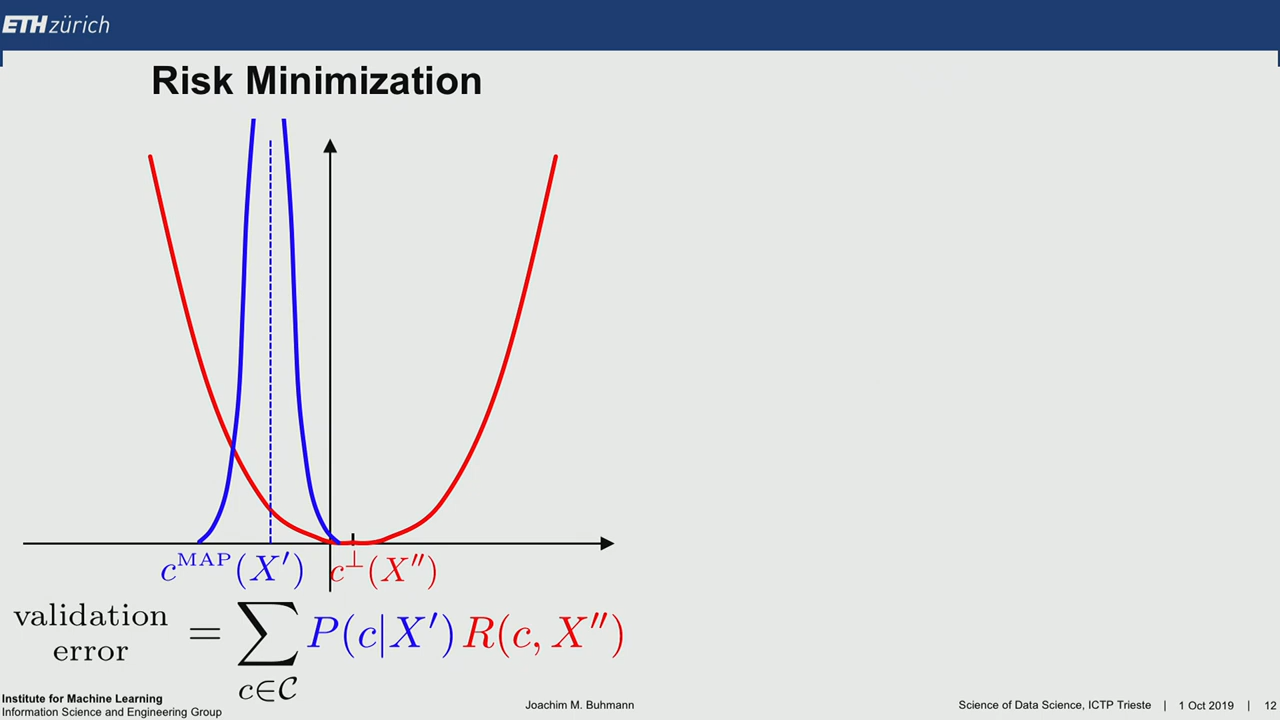 ETH zürich
Risk Minimization
c^MAP(X′) c^⊥(X″)
validation error = ∑_{c∈𝒞} P(c|X′) R(c, X″)
Institute for Machine Learning
Information Science and Engineering Group
Joachim M. Buhmann
Science of Data Science, ICTP Trieste | 1 Oct 2019 | 12